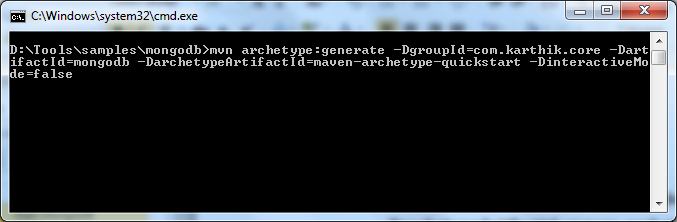 C:\Windows\system32\cmd.exe
D:\Tools\samples\mongodb>mvn archetype:generate -DgroupId=com.karthik.core -Dart
ifactId=mongodb -DarchetypeArtifactId=maven-archetype-quickstart -DinteractiveMo
de=false